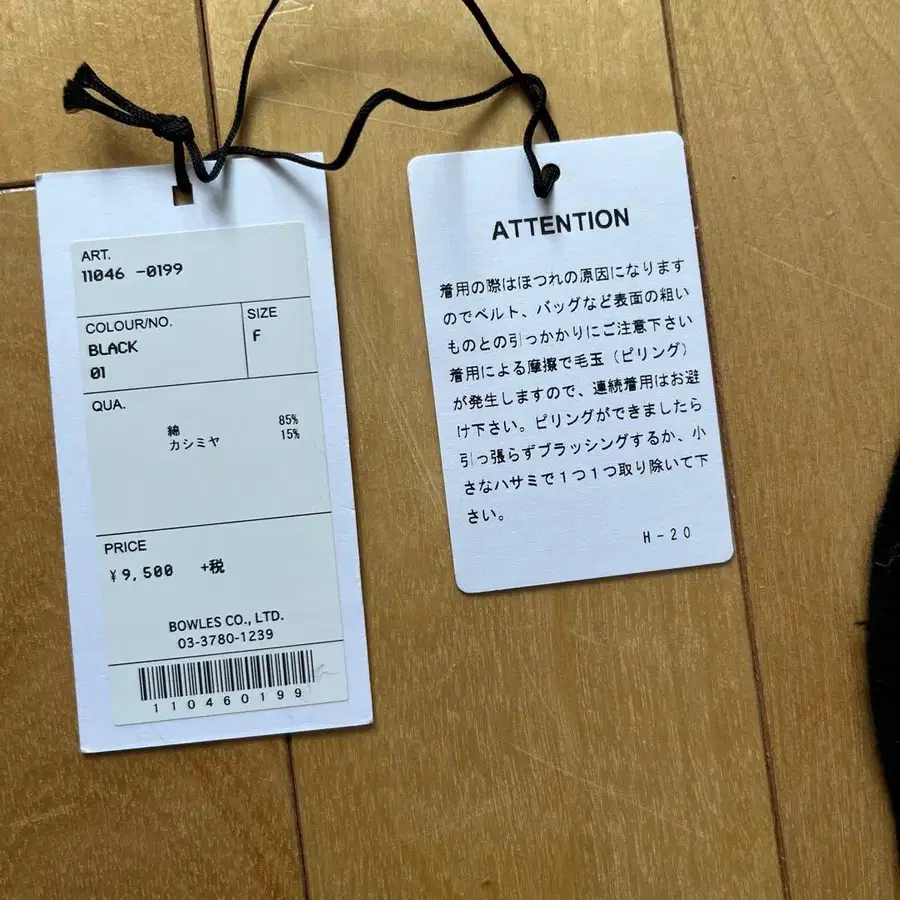 ART.
11046 -0199
COLOUR/NO.
BLACK
01
SIZE
F
QUA.
綿 85%
カシミヤ 15%
PRICE
¥9,500 +税
BOWLES CO., LTD.
03-3780-1239
110460199
ATTENTION
着用の際はほつれの原因になります
のでベルト、バッグなど表面の粗い
ものとの引っかかりにご注意下さい
着用による摩擦で毛玉（ピリング）
が発生しますので、連続着用はお避
け下さい。ピリングができましたら
引っ張らずブラッシングするか、小
さなハサミで1つ1つ取り除いて下
さい。
H-20